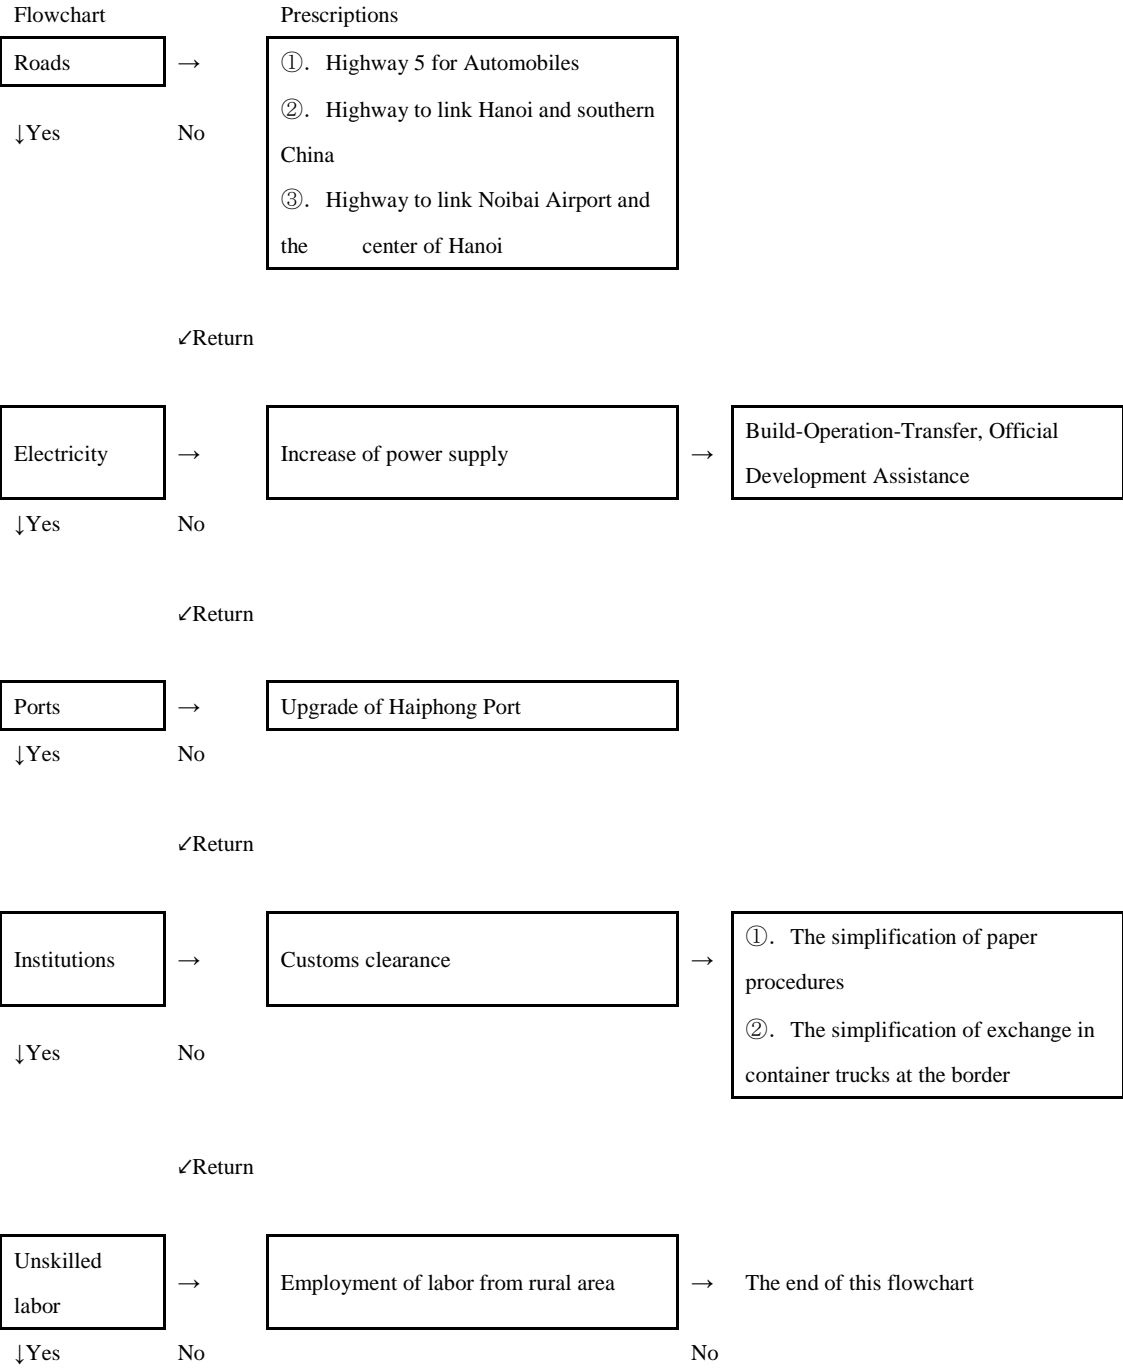 Flowchart Prescriptions
Roads → ①. Highway 5 for Automobiles
②. Highway to link Hanoi and southern
↓Yes No
China
③. Highway to link Noibai Airport and
the center of Hanoi
↙Return
Electricity → Increase of power supply → Build-Operation-Transfer, Official
Development Assistance
↓Yes No
↙Return
Ports → Upgrade of Haiphong Port
↓Yes No
↙Return
Institutions → Customs clearance → ①. The simplification of paper
procedures
②. The simplification of exchange in
container trucks at the border
↓Yes No
↙Return
Unskilled
labor
→ Employment of labor from rural area → The end of this flowchart
↓Yes No No